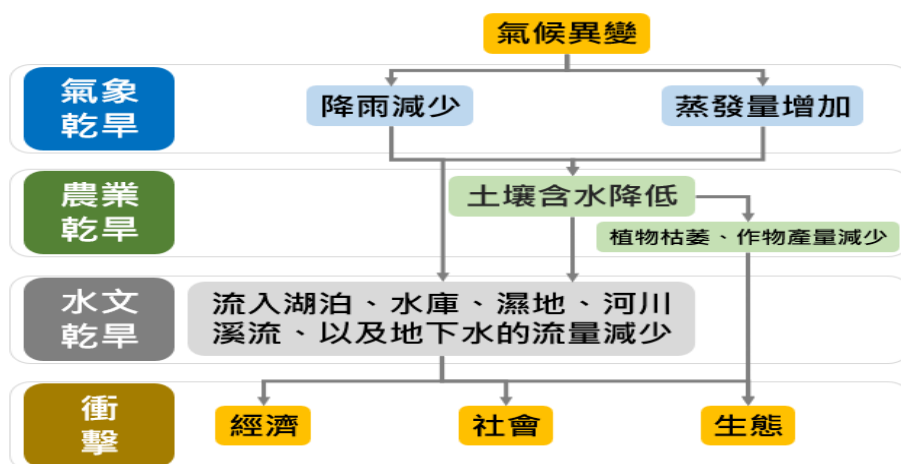 氣候異變
氣象
乾旱
降雨減少
蒸發量增加
農業
乾旱
土壤含水降低
植物枯萎、作物產量減少
水文
乾旱
流入湖泊、水庫、濕地、河川
溪流、以及地下水的流量減少
衝
擊
經濟
社會
生態